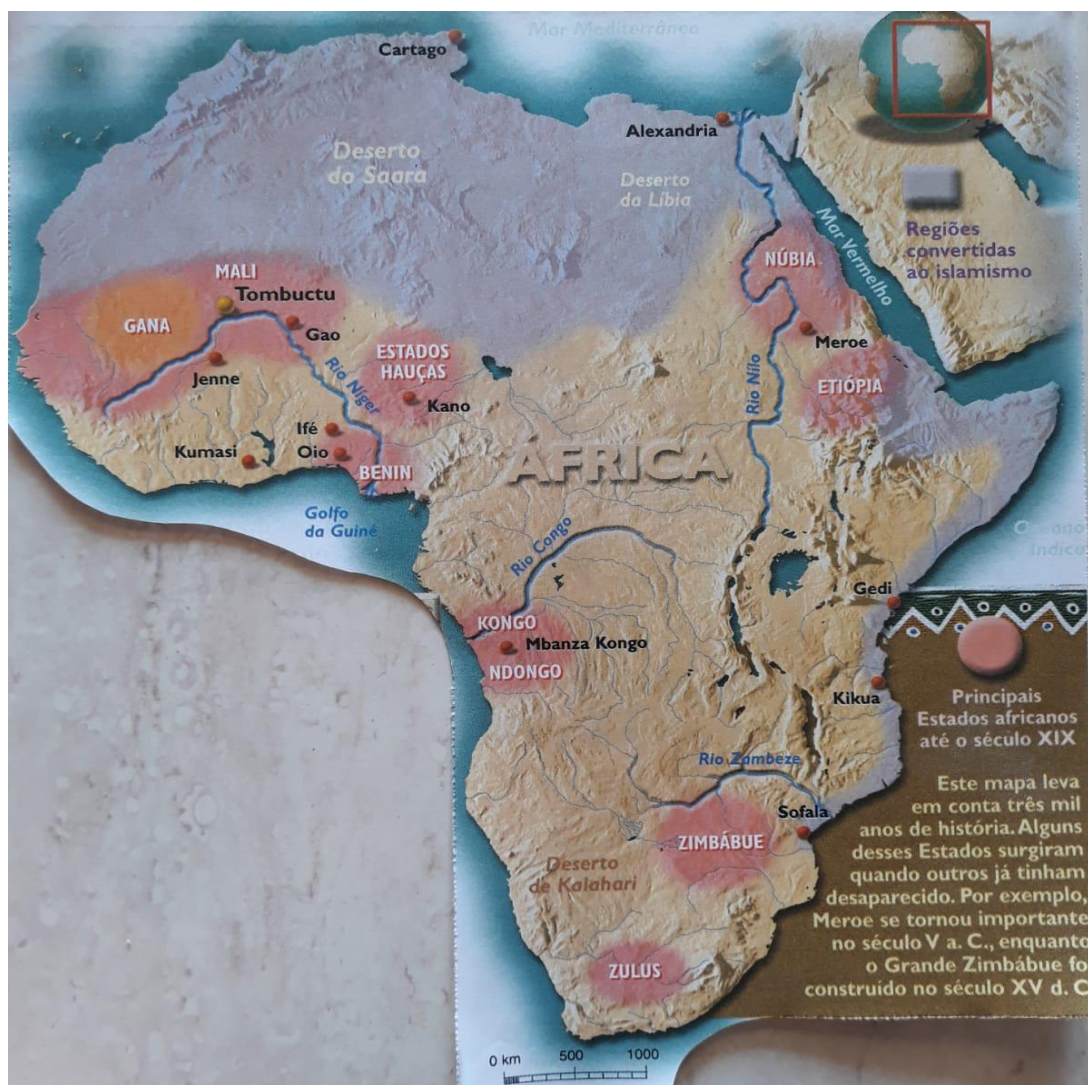 Mar Mediterrâneo
Cartago
Alexandria
Deserto
do Saara
Deserto
da Líbia
Mar Vermelho
Regiões
convertidas
ao islamismo
MALI
Tombuctu
GANA
Gao
Jenne
Rio Níger
ESTADOS
HAUÇAS
Kano
NÚBIA
Meroe
ETIÓPIA
Rio Nilo
Ifé
Oio
Kumasi
BENIN
ÁFRICA
Golfo
da Guiné
Rio Congo
Índico
Gedi
KONGO
Mbanza Kongo
NDONGO
Kikua
Principais
Estados africanos
até o século XIX
Rio Zambeze
Sofala
ZIMBÁBUE
Deserto
de Kalahari
ZULUS
Este mapa leva
em conta três mil
anos de história. Alguns
desses Estados surgiram
quando outros já tinham
desaparecido. Por exemplo,
Meroe se tornou importante
no século V a. C., enquanto
o Grande Zimbábue fo
construído no século XV d. C
0 km 500 1000